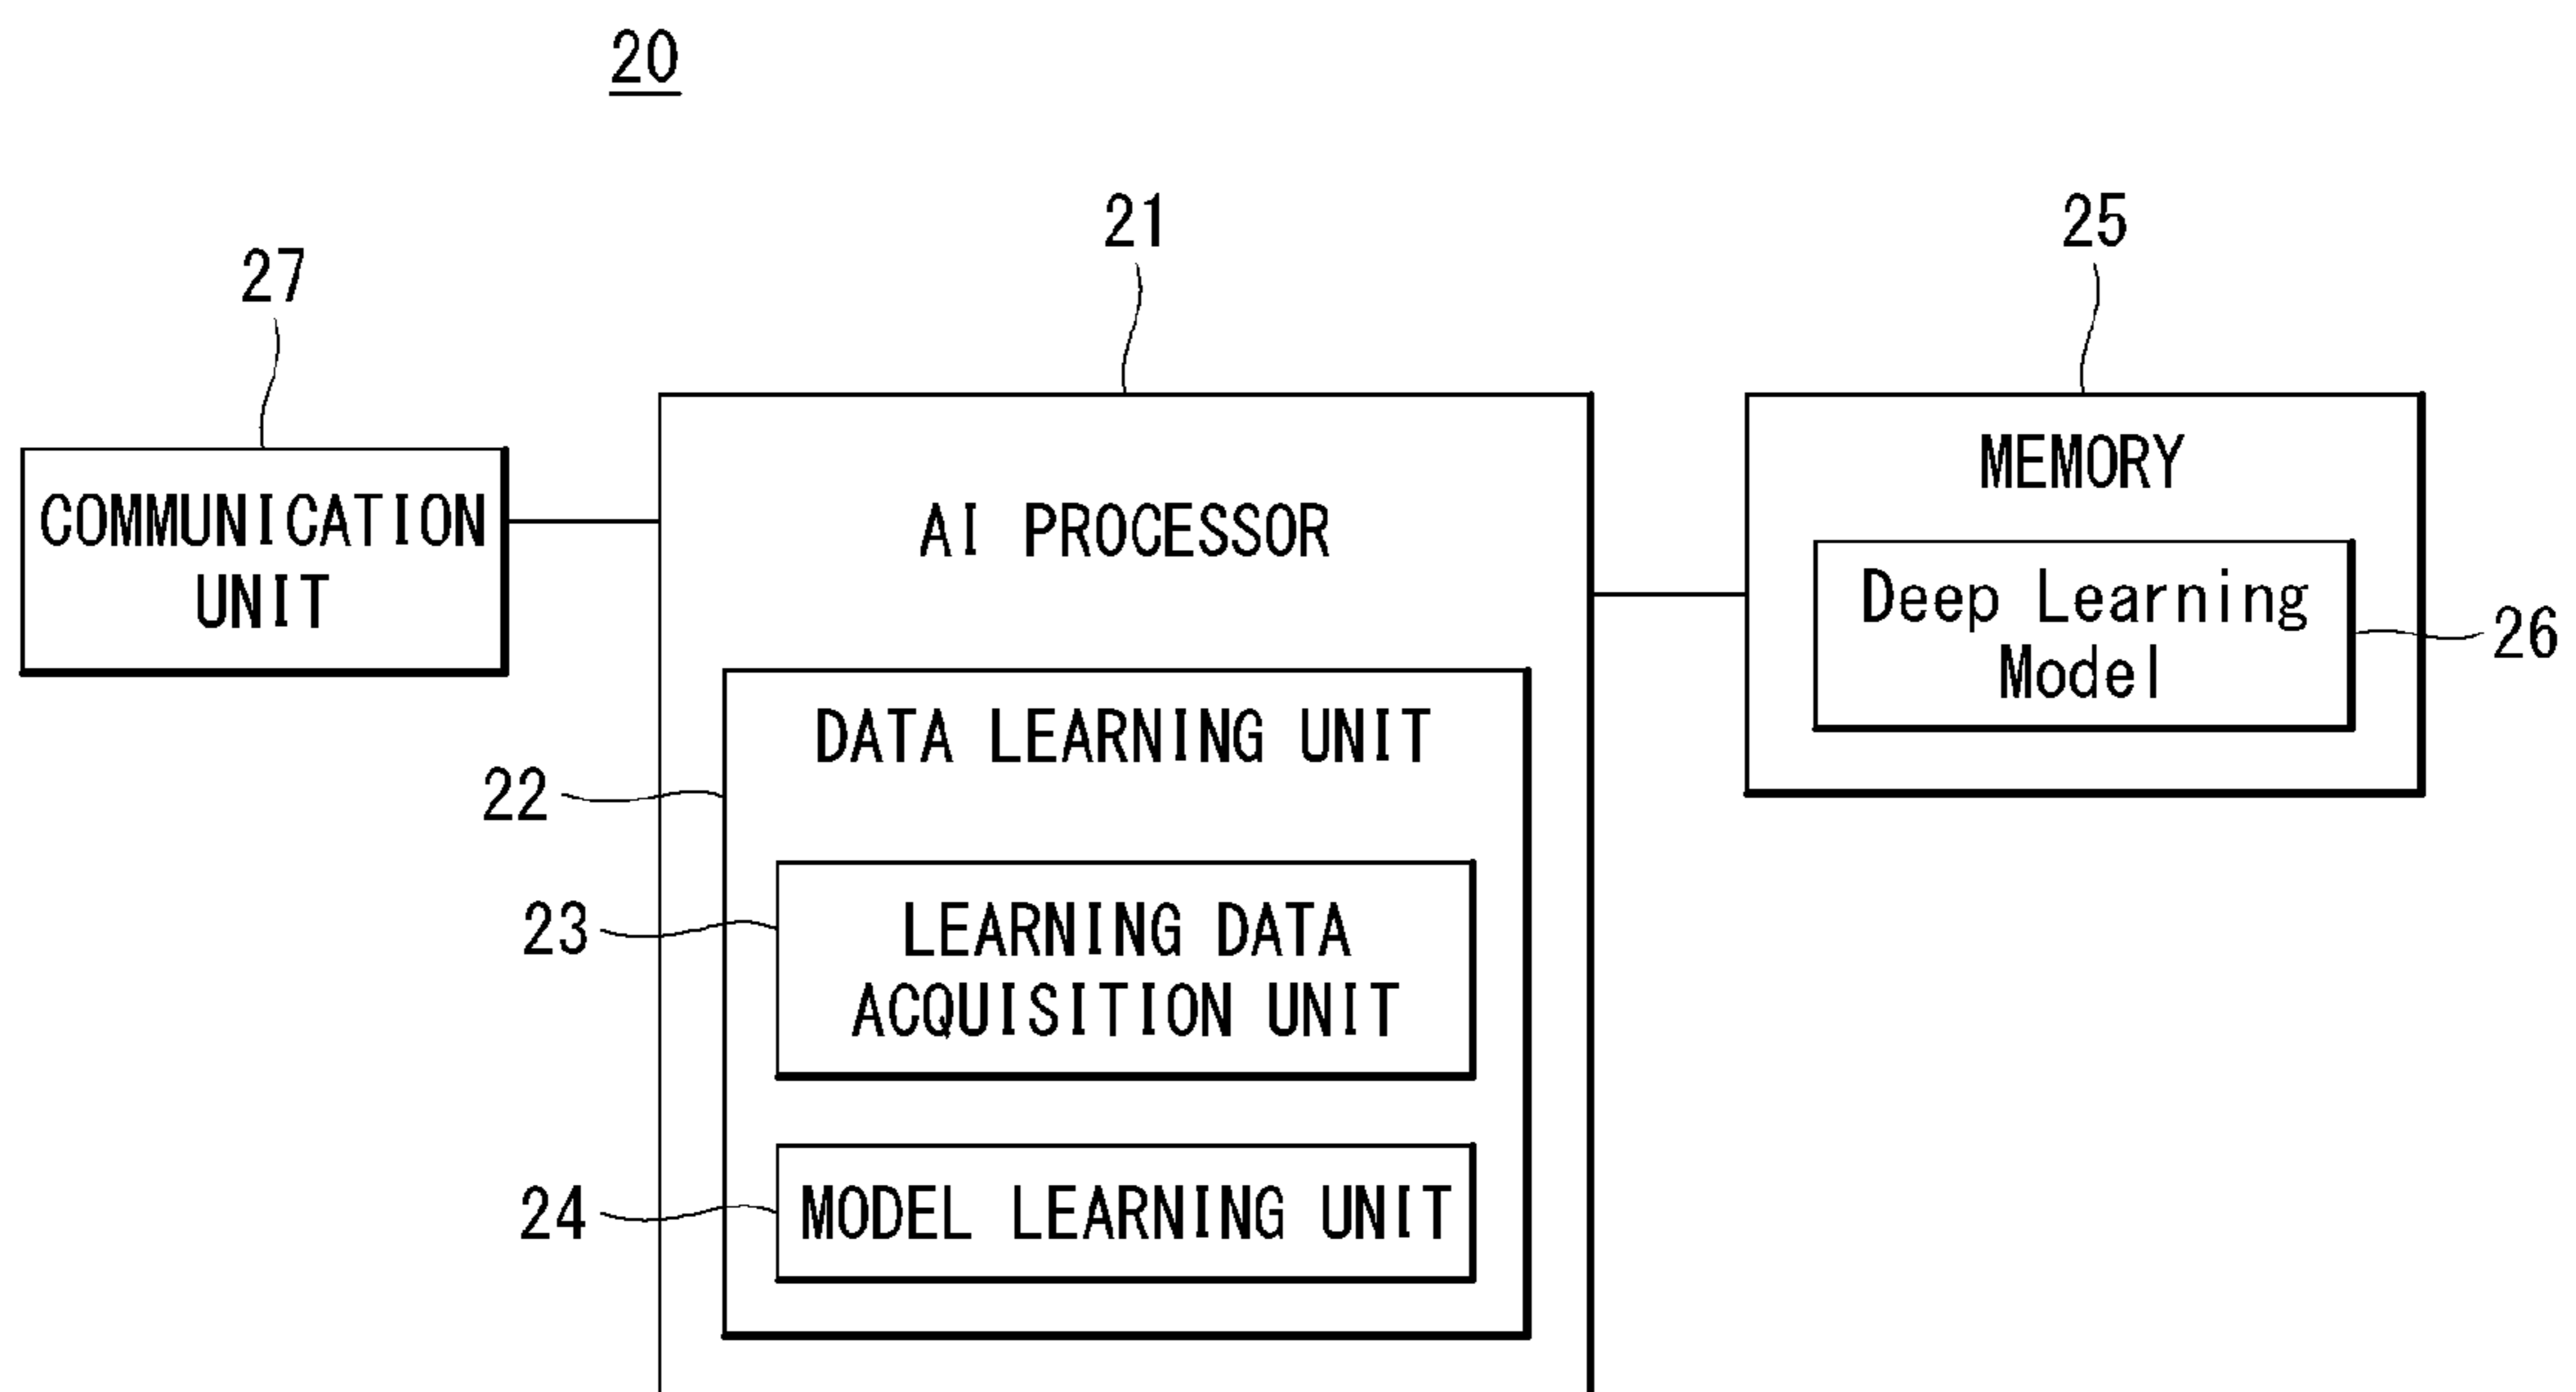 20
21
25
27
MEMORY
COMMUNICATION
UNIT
AI PROCESSOR
Deep Learning
Model
26
DATA LEARNING UNIT
22
23
LEARNING DATA
ACQUISITION UNIT
24
MODEL LEARNING UNIT